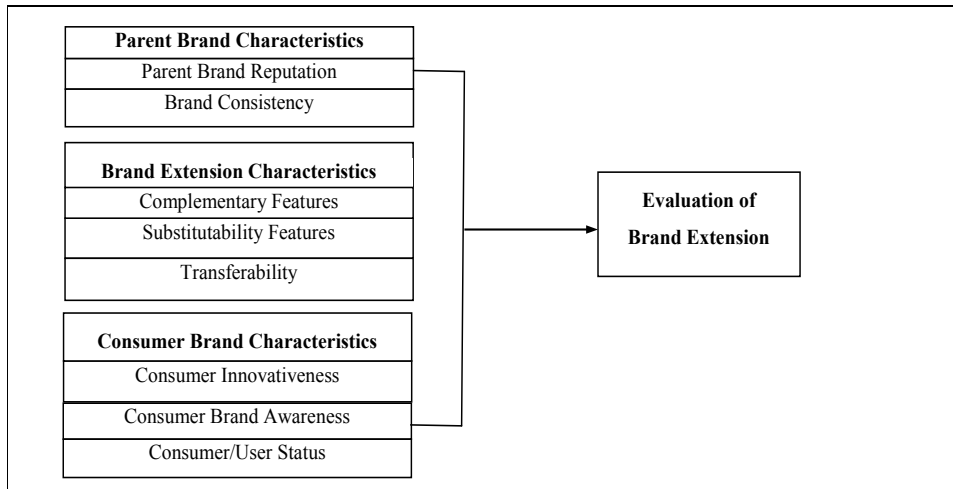 Parent Brand Characteristics
Parent Brand Reputation
Brand Consistency
Brand Extension Characteristics
Complementary Features
Substitutability Features
Transferability
Consumer Brand Characteristics
Consumer Innovativeness
Consumer Brand Awareness
Consumer/User Status
Evaluation of
Brand Extension